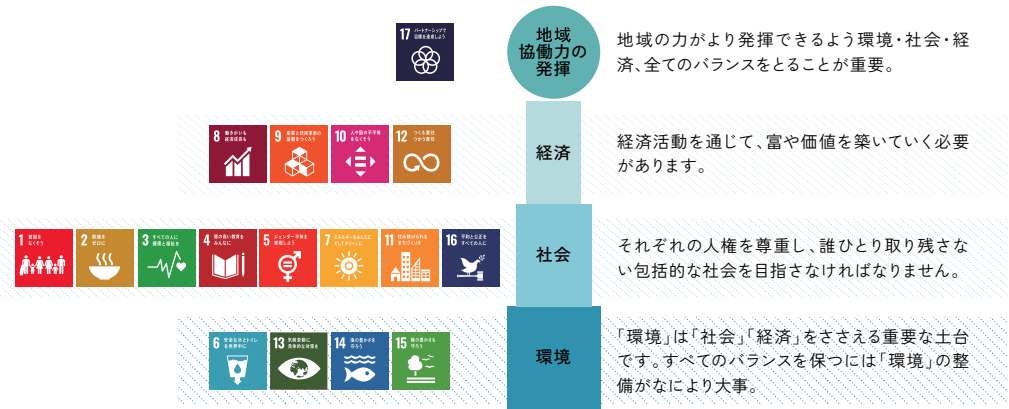 17 パートナーシップで
目標を達成しよう
地域
協働力の
発揮
地域の力がより発揮できるよう環境・社会・経
済、全てのバランスをとることが重要。
8 働きがいも
経済成長も
9 産業と技術革新の
基盤をつくろう
10 人や国の不平等
をなくそう
12 つくる責任
つかう責任
経済
経済活動を通じて、富や価値を築いていく必要
があります。
1 貧困を
なくそう
2 飢餓を
ゼロに
3 すべての人に
健康と福祉を
4 質の高い教育を
みんなに
5 ジェンダー平等を
実現しよう
7 エネルギーをみんなに
そしてクリーンに
11 住み続けられる
まちづくりを
16 平和と公正を
すべての人に
社会
それぞれの人権を尊重し、誰ひとり取り残さな
い包括的な社会を目指さなければなりません。
6 安全な水とトイレ
を世界中に
13 気候変動に
具体的な対策を
14 海の豊かさを
守ろう
15 陸の豊かさも
守ろう
環境
「環境」は「社会」「経済」をささえる重要な土台
です。すべてのバランスを保つには「環境」の整
備がなにより大事。